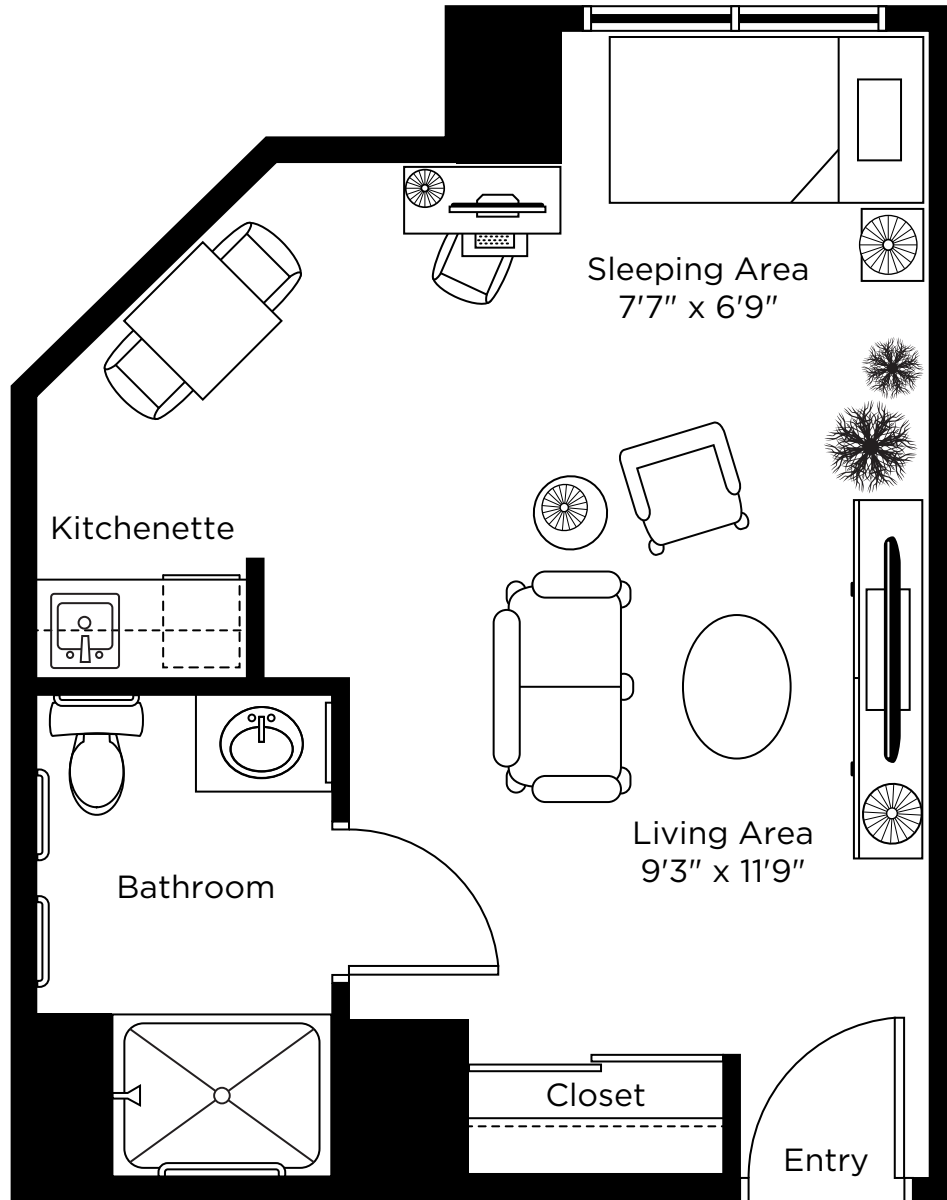 Sleeping Area
7'7" x 6'9"
Kitchenette
Living Area
9'3" x 11'9"
Bathroom
Closet
Entry